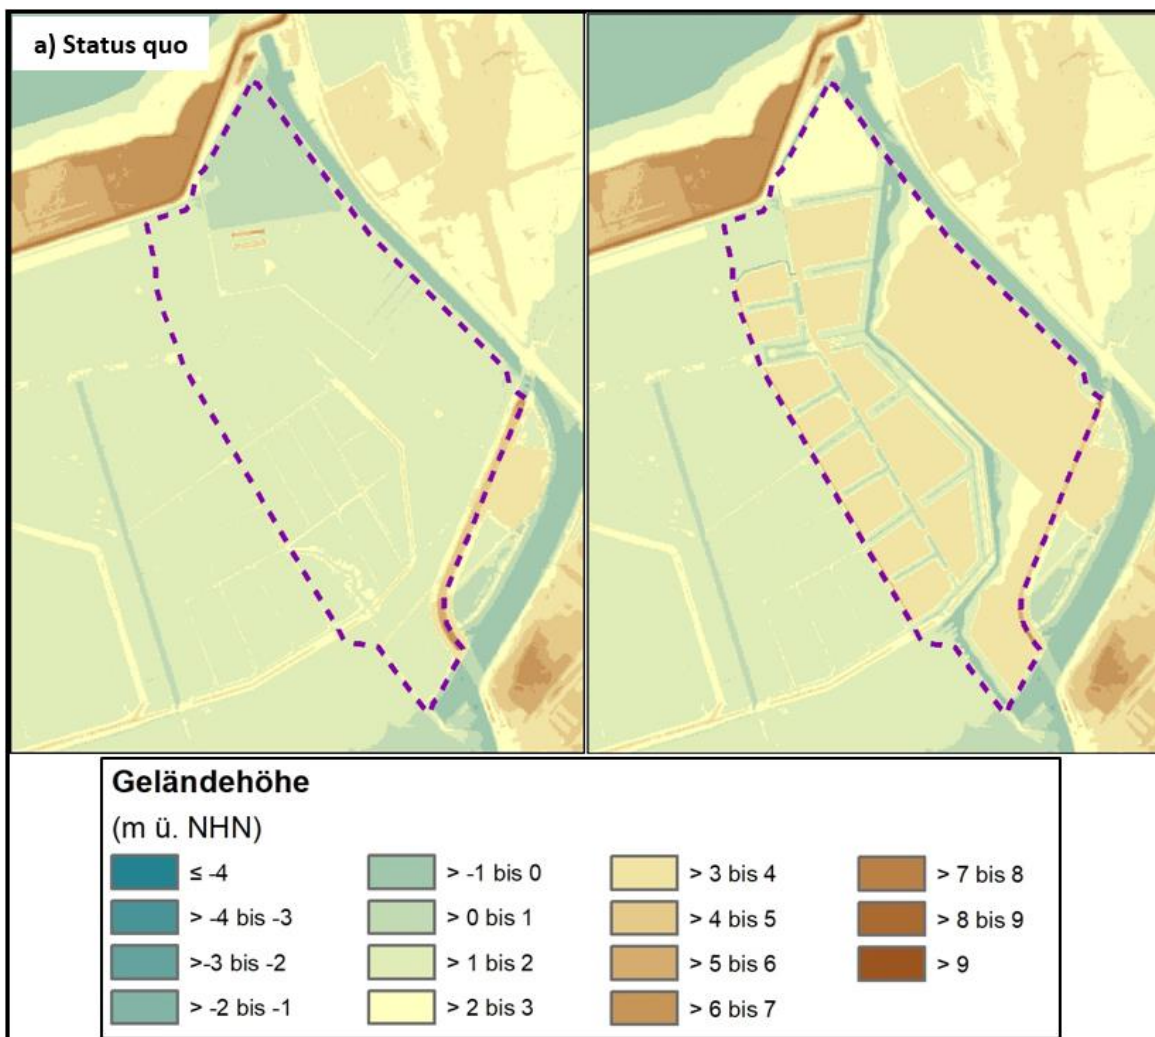 a) Status quo
Geländehöhe
(m ü. NHN)
≤ -4
> -4 bis -3
>-3 bis -2
> -2 bis -1
> -1 bis 0
> 0 bis 1
> 1 bis 2
> 2 bis 3
> 3 bis 4
> 4 bis 5
> 5 bis 6
> 6 bis 7
> 7 bis 8
> 8 bis 9
> 9